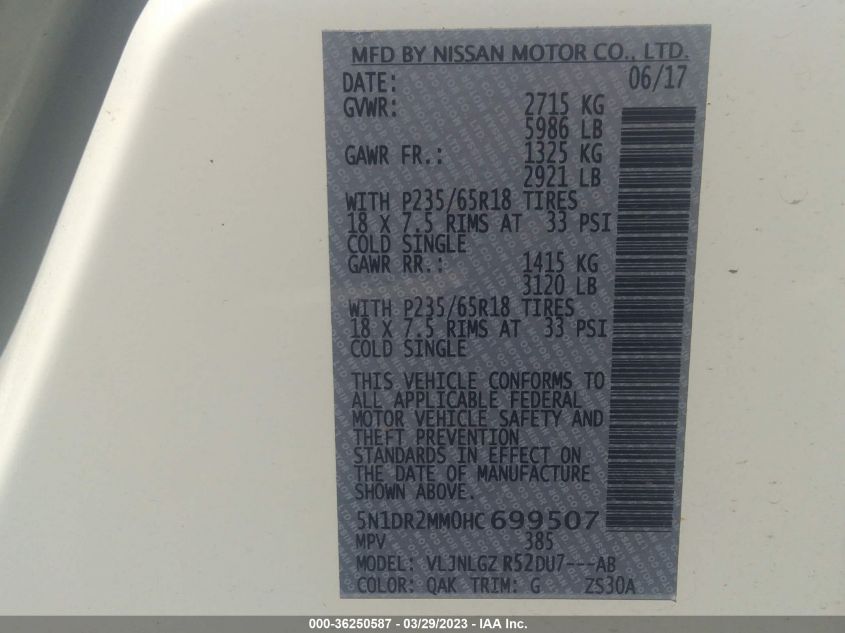 MFD BY NISSAN MOTOR CO., LTD.
DATE: 06/17
GVWR: 2715 KG
5986 LB
GAWR FR.: 1325 KG
2921 LB
WITH P235/65R18 TIRES
18 X 7.5 RIMS AT 33 PSI
COLD SINGLE
GAWR RR.: 1415 KG
3120 LB
WITH P235/65R18 TIRES
18 X 7.5 RIMS AT 33 PSI
COLD SINGLE
THIS VEHICLE CONFORMS TO
ALL APPLICABLE FEDERAL
MOTOR VEHICLE SAFETY AND
THEFT PREVENTION
STANDARDS IN EFFECT ON
THE DATE OF MANUFACTURE
SHOWN ABOVE.
5N1DR2MM0HC699507
MPV 385
MODEL: VLJNLGZ R52DU7---AB
COLOR: QAK TRIM: G ZS30A
000-36250587 - 03/29/2023 - IAA Inc.